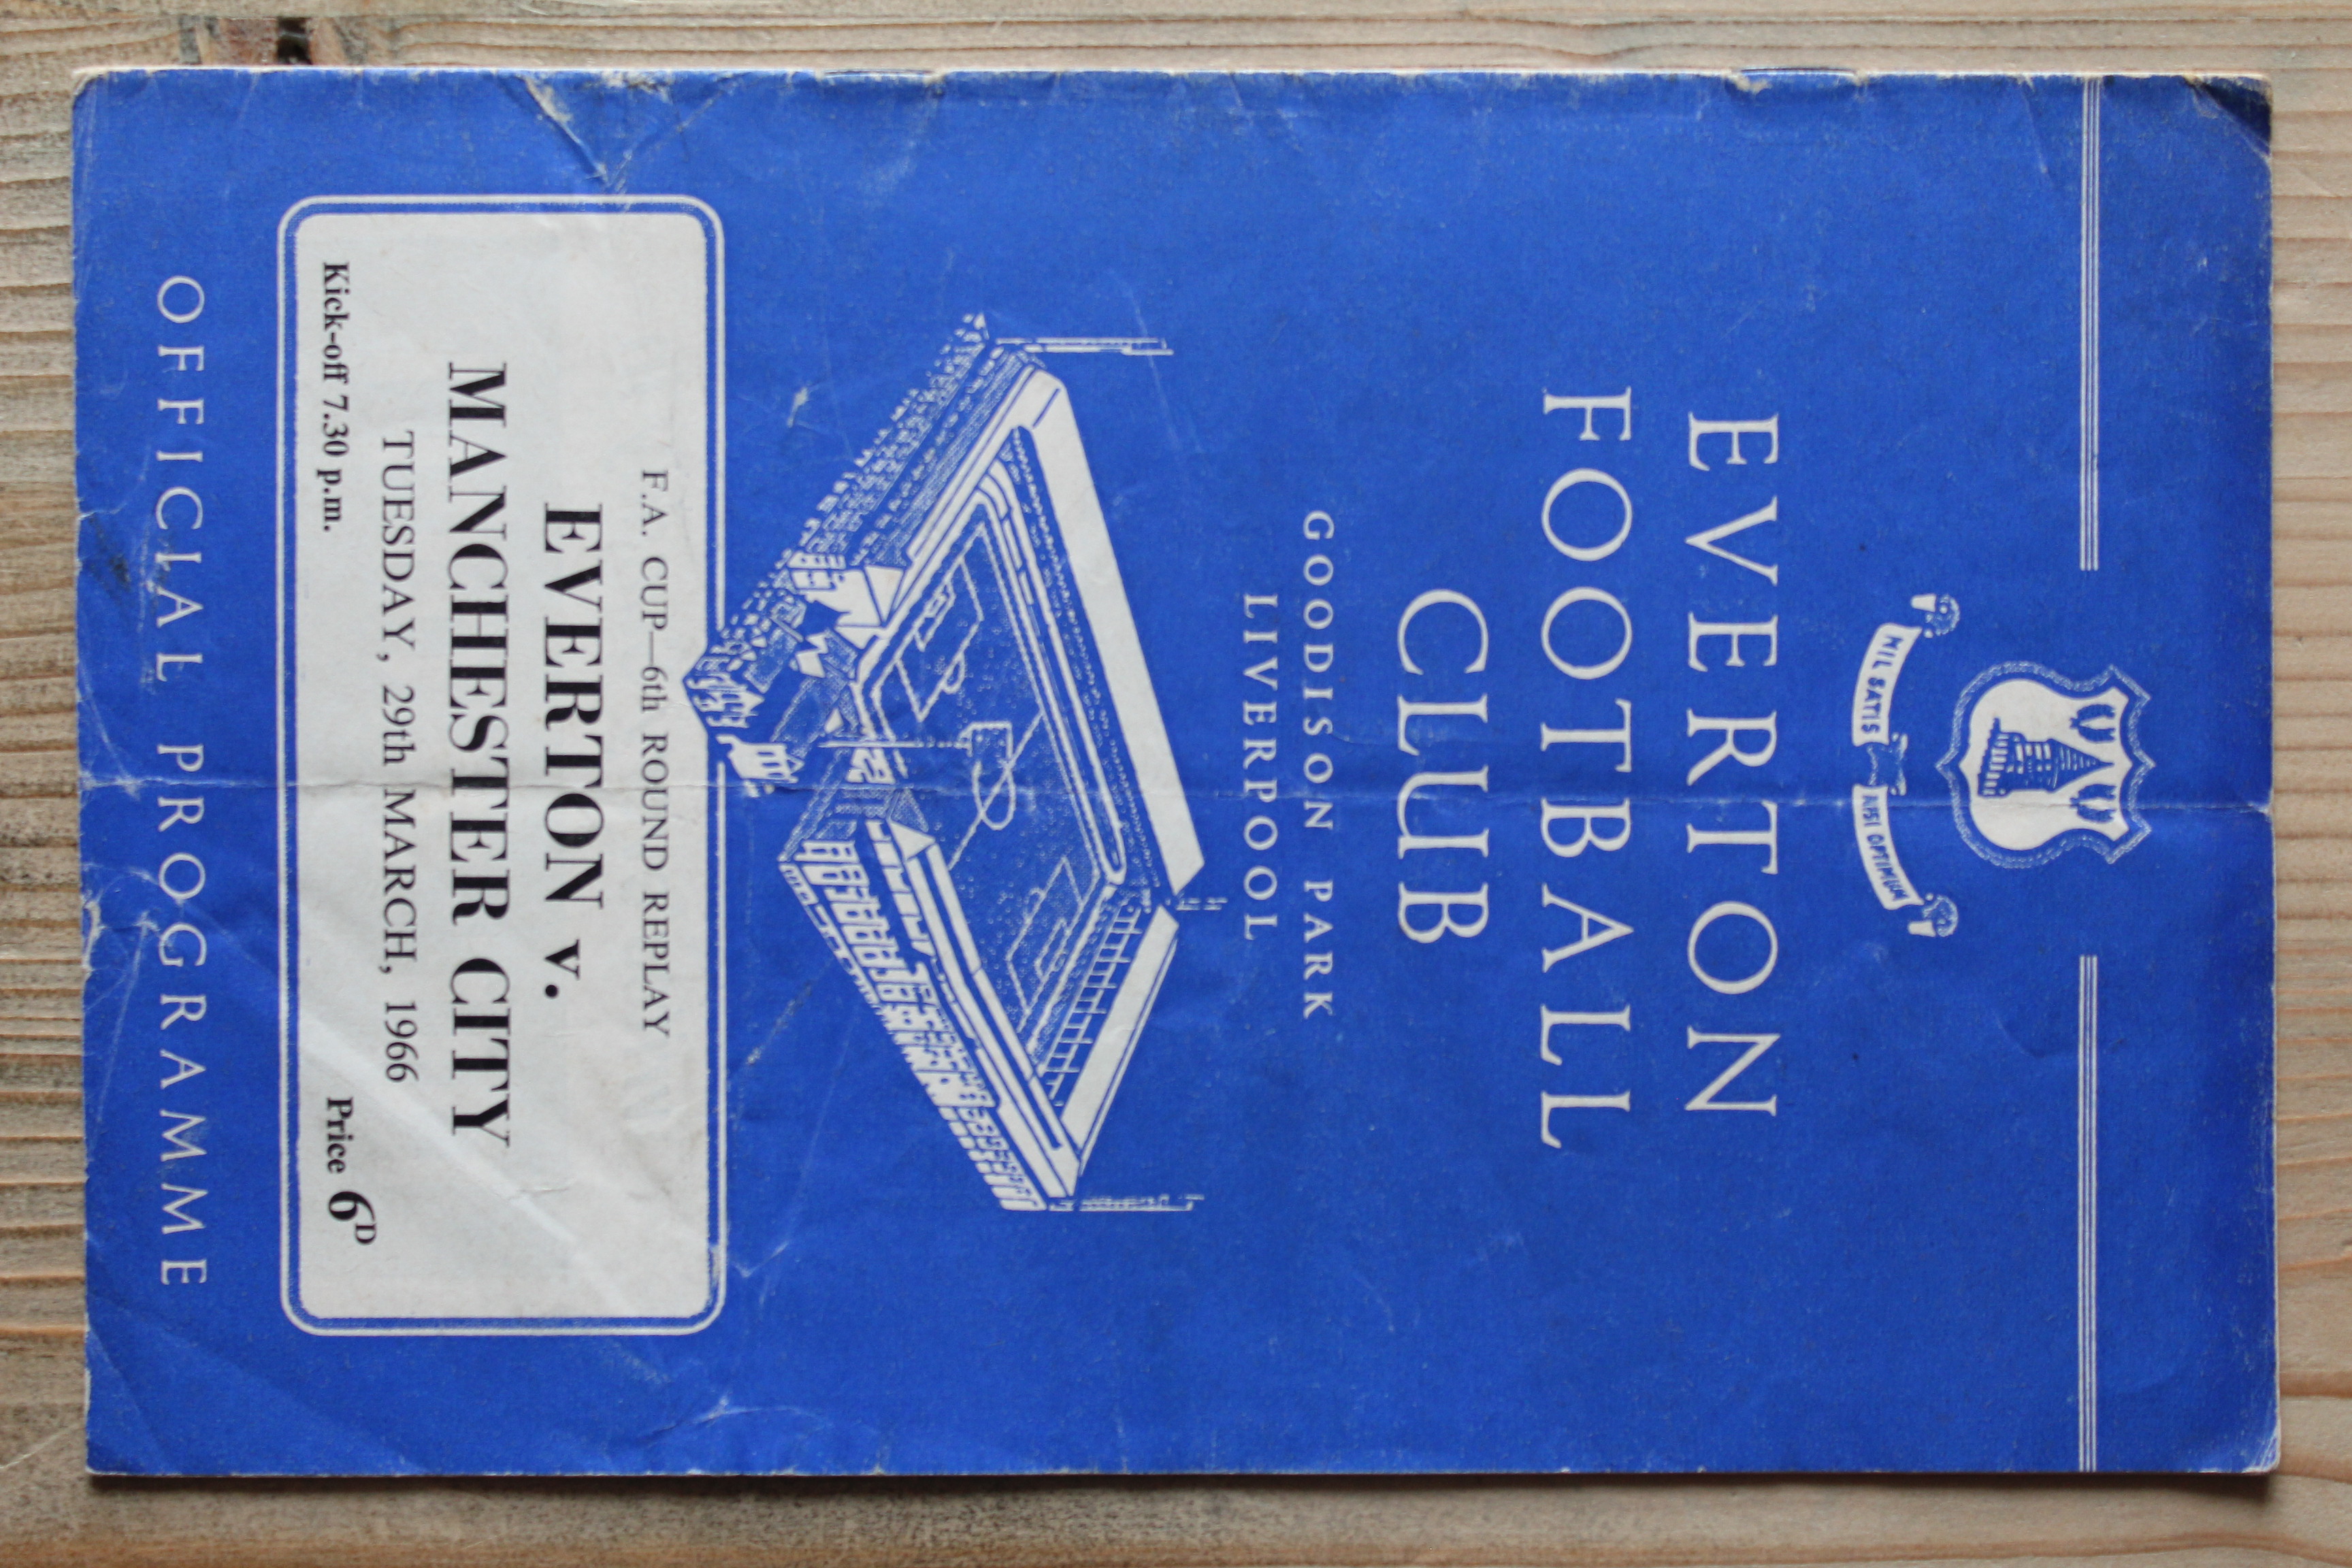 NIL SATIS NISI OPTIMUM
EVERTON
FOOTBALL
CLUB
GOODISON PARK
LIVERPOOL
F.A. CUP—6th ROUND REPLAY
EVERTON v.
MANCHESTER CITY
TUESDAY, 29th MARCH, 1966
Kick-off 7.30 p.m. Price 6D
OFFICIAL PROGRAMME